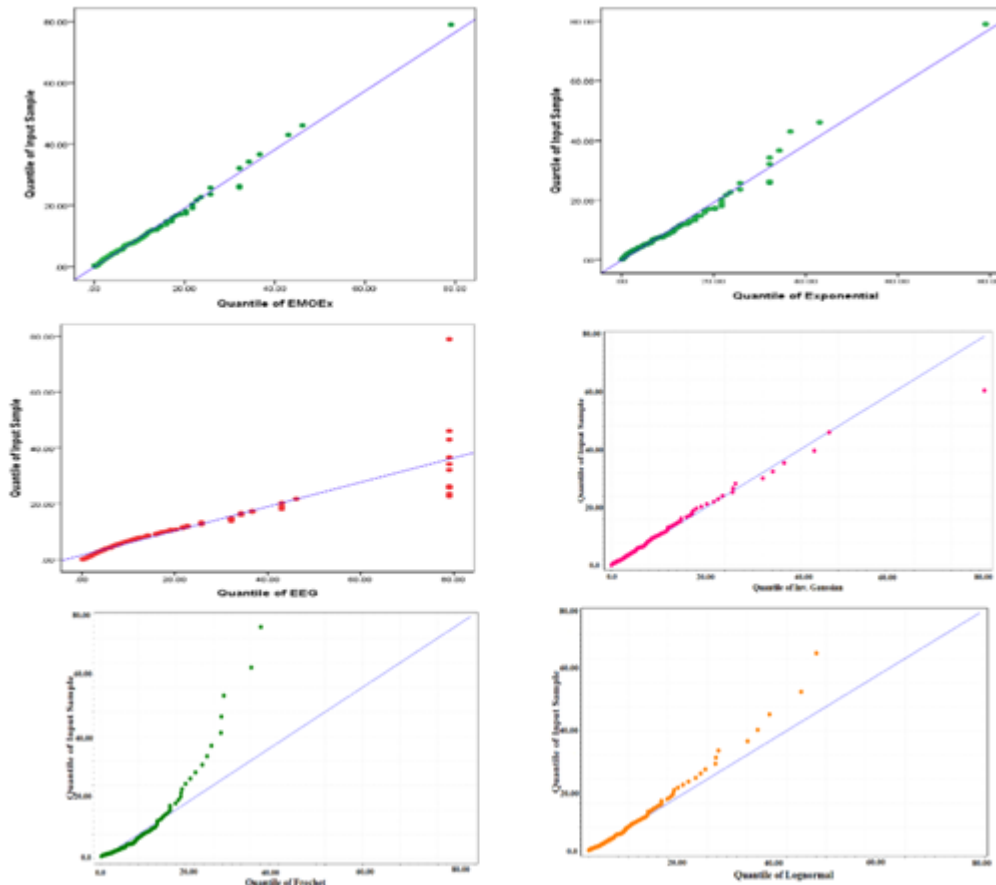 Quantile of Input Sample
80.00
60.00
40.00
20.00
.00
.00 20.00 40.00 60.00 80.00
Quantile of EMOEx
Quantile of Input Sample
60.00
40.00
20.00
.00
Quantile of Exponential
Quantile of Input Sample
80.00
60.00
40.00
20.00
.00
.00 20.00 40.00 60.00 80.00
Quantile of EEG
Quantile of Input Sample
80.00
60.00
40.00
20.00
0.0
0.0 20.00 40.00 60.00 80.00
Quantile of Inv. Gaussian
Quantile of Input Sample
80.00
60.00
40.00
20.00
0.0
0.0 20.00 40.00 60.00 80.00
Quantile of Frechet
Quantile of Input Sample
80.00
60.00
40.00
20.00
0.0
20.00 40.00 60.00 80.00
Quantile of Lognormal